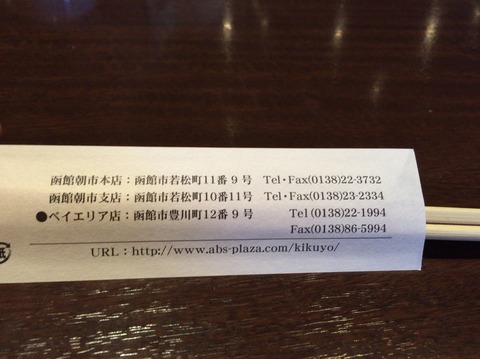 函館朝市本店：函館市若松町11番 9 号 Tel・Fax(0138)22-3732
函館朝市支店：函館市若松町10番11号 Tel・Fax(0138)23-2334
●ベイエリア店：函館市豊川町12番 9 号 Tel (0138)22-1994
Fax(0138)86-5994
URL：http://www.abs-plaza.com/kikuyo/
紙